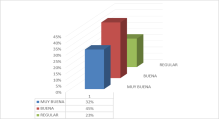 45%
40%
35%
30%
25%
20%
15%
10%
5%
0%
REGULAR
BUENA
MUY BUENA
1
MUY BUENA 32%
BUENA 45%
REGULAR 23%